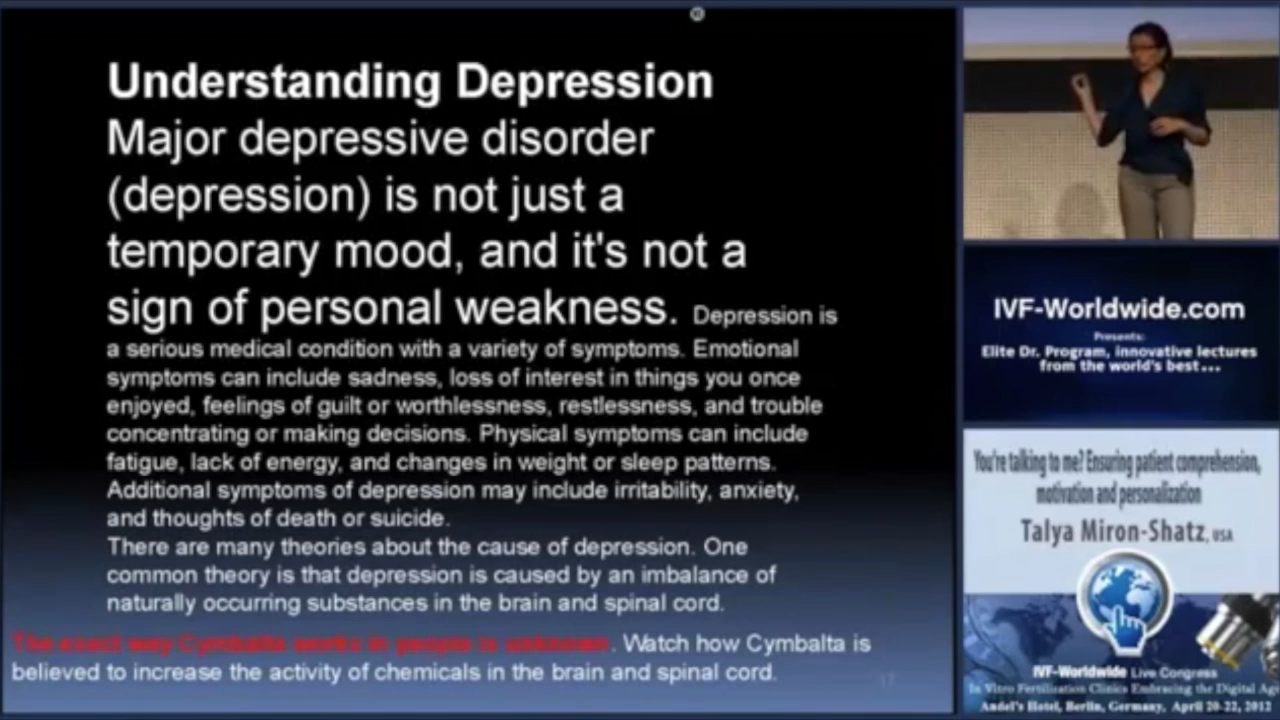 Understanding Depression
Major depressive disorder
(depression) is not just a
temporary mood, and it's not a
sign of personal weakness. Depression is
a serious medical condition with a variety of symptoms. Emotional
symptoms can include sadness, loss of interest in things you once
enjoyed, feelings of guilt or worthlessness, restlessness, and trouble
concentrating or making decisions. Physical symptoms can include
fatigue, lack of energy, and changes in weight or sleep patterns.
Additional symptoms of depression may include irritability, anxiety,
and thoughts of death or suicide.
There are many theories about the cause of depression. One
common theory is that depression is caused by an imbalance of
naturally occurring substances in the brain and spinal cord.
The exact way Cymbalta works in people is unknown. Watch how Cymbalta is
believed to increase the activity of chemicals in the brain and spinal cord.
17
IVF-Worldwide.com
Presents:
Elite Dr. Program, innovative lectures
from the world's best...
You're talking to me? Ensuring patient comprehension,
motivation and personalization
Talya Miron-Shatz, USA
IVF-Worldwide Live Congress
In Vitro Fertilization Clinics Embracing the Digital Ag
Andel's Hotel, Berlin, Germany, April 20-22, 2012